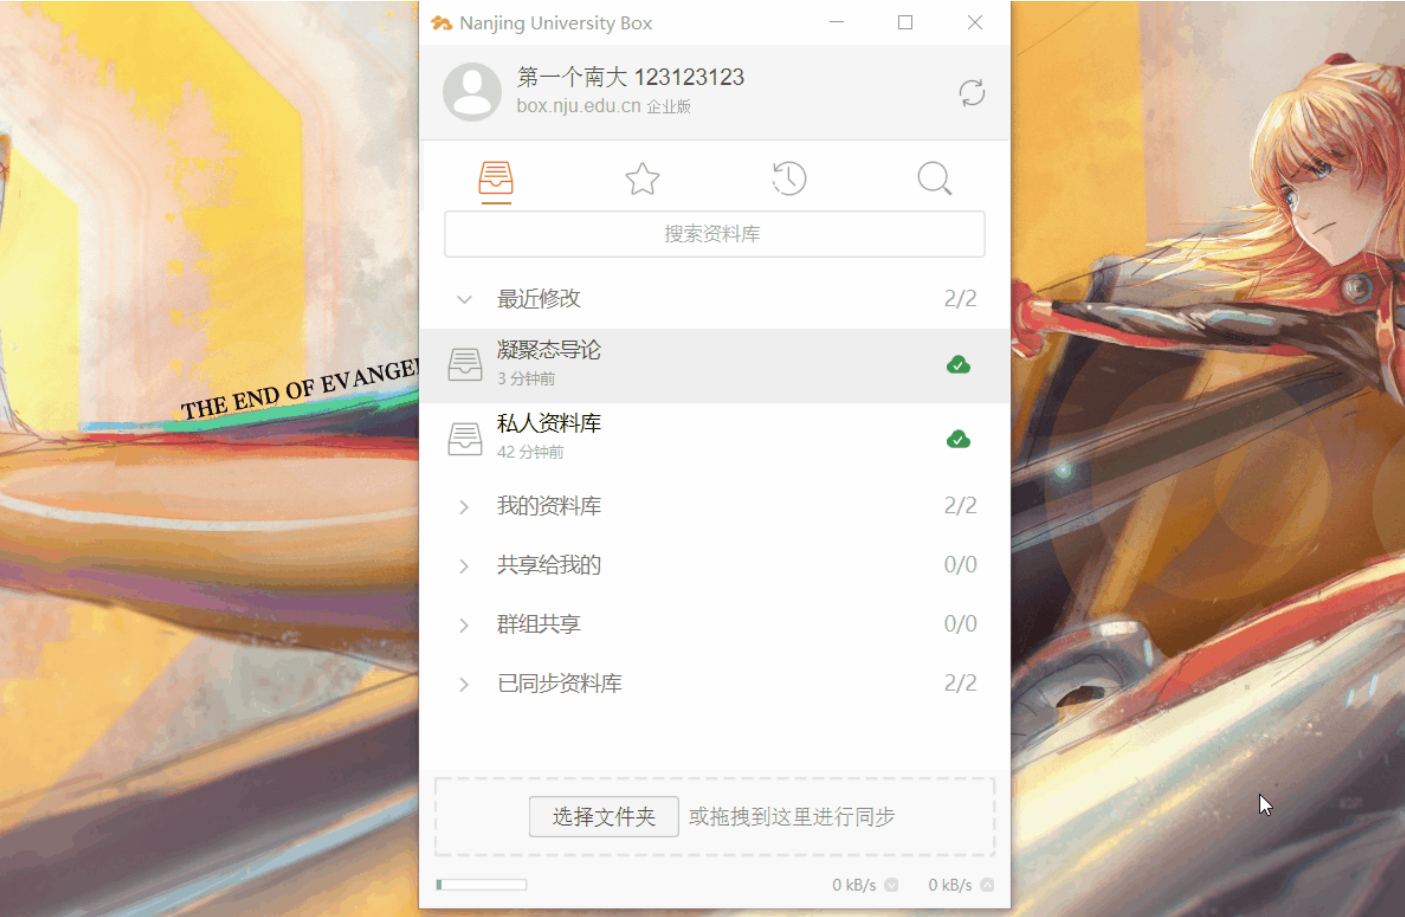 Nanjing University Box
第一个南大 123123123
box.nju.edu.cn 企业版
搜索资料库
最近修改 2/2
凝聚态导论
3 分钟前
私人资料库
42 分钟前
我的资料库 2/2
共享给我的 0/0
群组共享 0/0
已同步资料库 2/2
选择文件夹 或拖拽到这里进行同步
0 kB/s 0 kB/s
THE END OF EVANGE